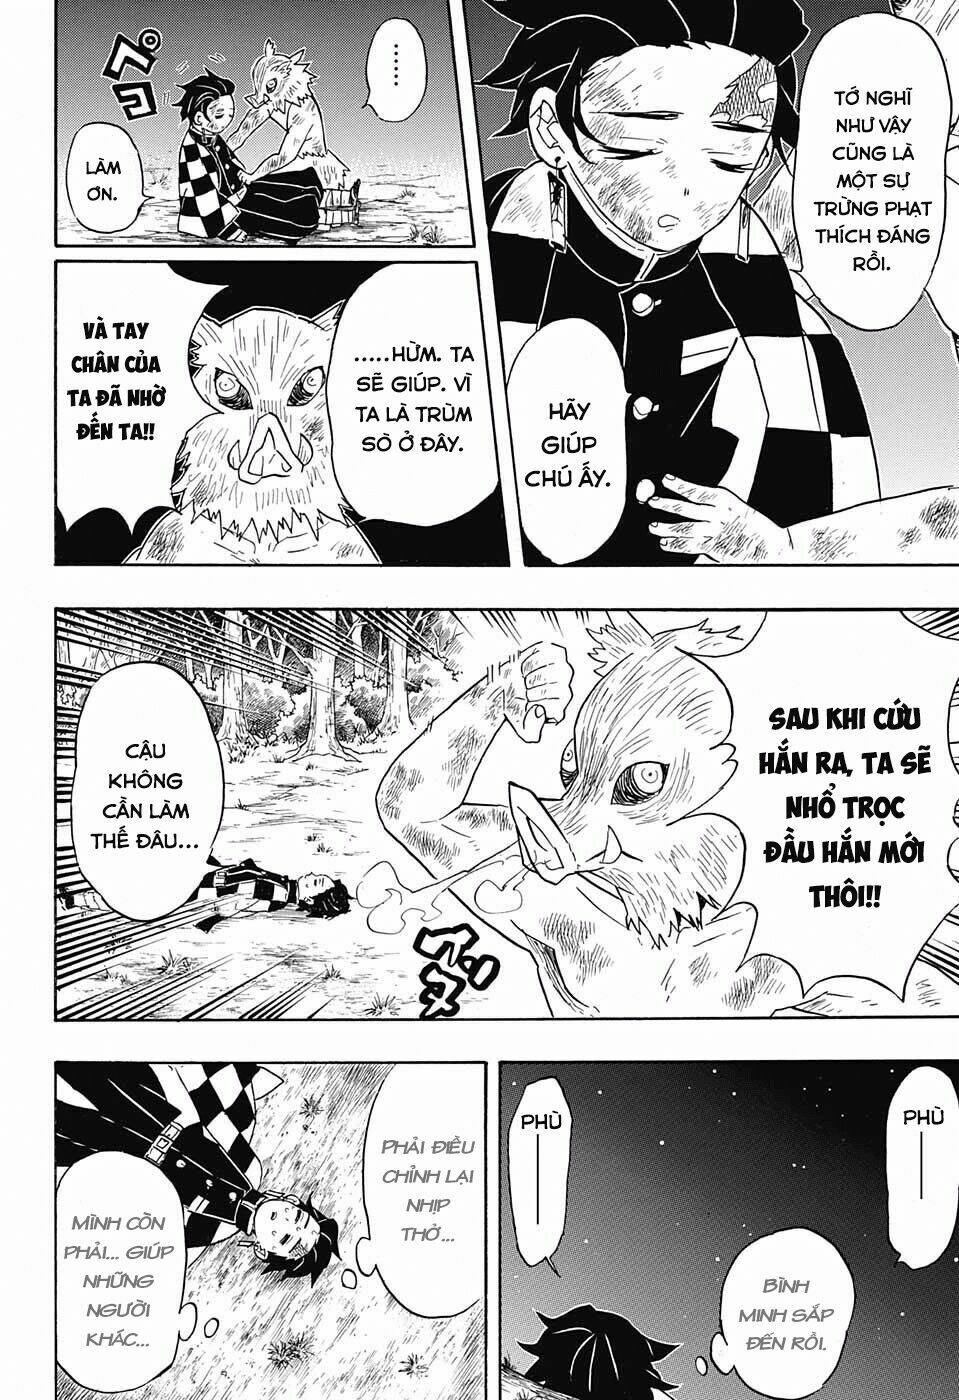 TỚ NGHĨ
NHƯ VẬY
CŨNG LÀ
MỘT SỰ
TRỪNG PHẠT
THÍCH ĐÁNG
RỒI.
HÃY
GIÚP
CHÚ ẤY.
........
ペコ
LÀM
ƠN.
.....HỪM. TA
SẼ GIÚP. VÌ
TA LÀ TRÙM
SÒ Ở ĐÂY.
VÀ TAY
CHÂN CỦA
TA ĐÃ NHỜ
ĐẾN TA!!
SAU KHI CỨU
HẮN RA, TA SẼ
NHỔ TRỌC
ĐẦU HẮN MỚI
THÔI!!
CẬU
KHÔNG
CẦN LÀM
THẾ ĐÂU...
PHÙ
PHÙ
BÌNH
MINH SẮP
ĐẾN RỒI.
PHẢI ĐIỀU
CHỈNH LẠI
NHỊP
THỞ...
MÌNH CÒN
PHẢI... GIÚP
NHỮNG
NGƯỜI
KHÁC...